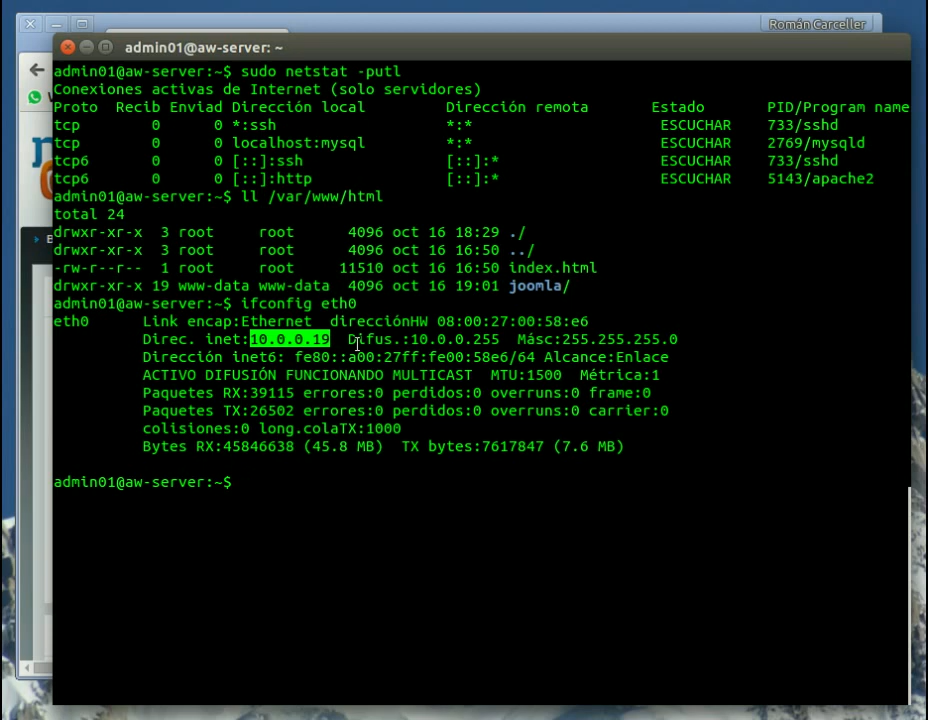 Román Carceller
admin01@aw-server: ~
admin01@aw-server:~$ sudo netstat -putl
Conexiones activas de Internet (solo servidores)
Proto  Recib Enviad Dirección local         Dirección remota       Estado       PID/Program name
tcp        0      0 *:ssh                   *:*                     ESCUCHAR    733/sshd
tcp        0      0 localhost:mysql         *:*                     ESCUCHAR    2769/mysqld
tcp6       0      0 [::]:ssh                [::]:*                  ESCUCHAR    733/sshd
tcp6       0      0 [::]:http               [::]:*                  ESCUCHAR    5143/apache2
admin01@aw-server:~$ ll /var/www/html
total 24
drwxr-xr-x  3 root     root      4096 oct 16 18:29 ./
drwxr-xr-x  3 root     root      4096 oct 16 16:50 ../
-rw-r--r--  1 root     root     11510 oct 16 16:50 index.html
drwxr-xr-x 19 www-data www-data  4096 oct 16 19:01 joomla/
admin01@aw-server:~$ ifconfig eth0
eth0      Link encap:Ethernet  direcciónHW 08:00:27:00:58:e6
Direc. inet:10.0.0.19  Difus.:10.0.0.255  Másc:255.255.255.0
Dirección inet6: fe80::a00:27ff:fe00:58e6/64 Alcance:Enlace
ACTIVO DIFUSIÓN FUNCIONANDO MULTICAST  MTU:1500  Métrica:1
Paquetes RX:39115 errores:0 perdidos:0 overruns:0 frame:0
Paquetes TX:26502 errores:0 perdidos:0 overruns:0 carrier:0
colisiones:0 long.colaTX:1000
Bytes RX:45846638 (45.8 MB)  TX bytes:7617847 (7.6 MB)
admin01@aw-server:~$